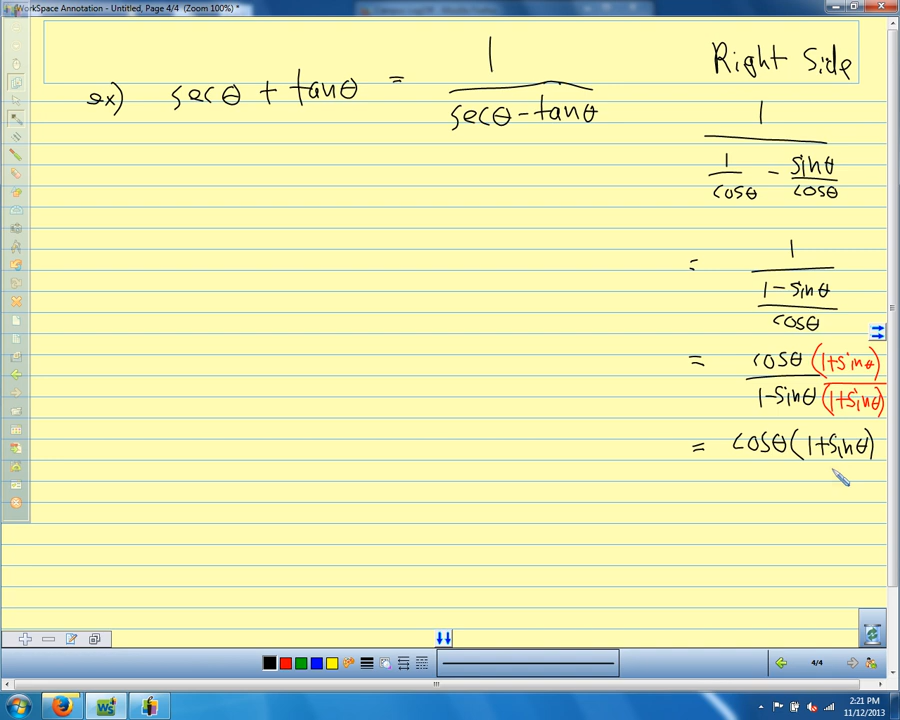 WorkSpace Annotation - Untitled, Page 4/4 (Zoom 100%) *
ex) secθ + tanθ = 1 / (secθ - tanθ)
Right Side
1 / (1/cosθ - sinθ/cosθ)
= 1 / ((1 - sinθ)/cosθ)
= cosθ (1+sinθ) / 1-sinθ (1+sinθ)
= cosθ(1+sinθ)
4/4
2:21 PM
11/12/2013